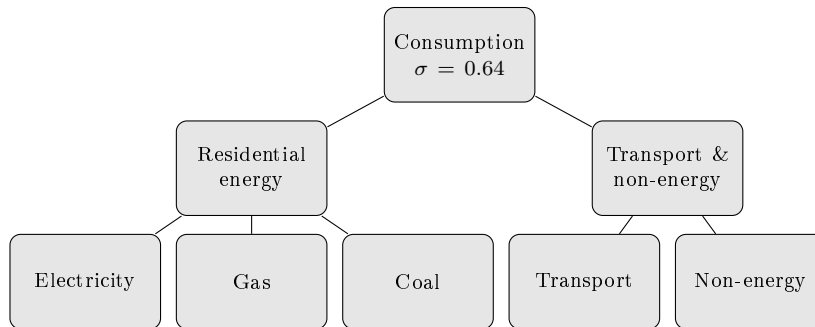 Consumption
σ = 0.64
Residential
energy
Transport &
non-energy
Electricity
Gas
Coal
Transport
Non-energy